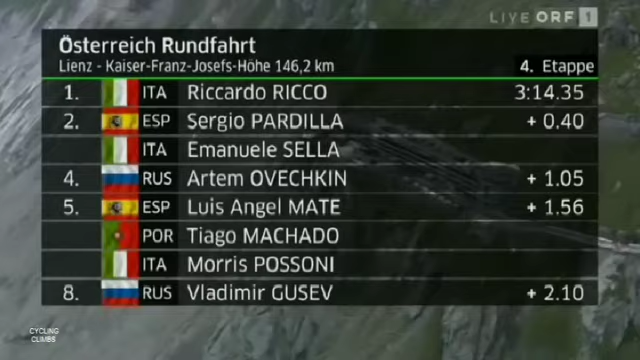 LIVE ORF 1
Österreich Rundfahrt
Lienz - Kaiser-Franz-Josefs-Höhe 146,2 km 4. Etappe
1. ITA Riccardo RICCO 3:14.35
2. ESP Sergio PARDILLA + 0.40
ITA Emanuele SELLA
4. RUS Artem OVECHKIN + 1.05
5. ESP Luis Angel MATE + 1.56
POR Tiago MACHADO
ITA Morris POSSONI
8. RUS Vladimir GUSEV + 2.10
CYCLING
CLIMBS